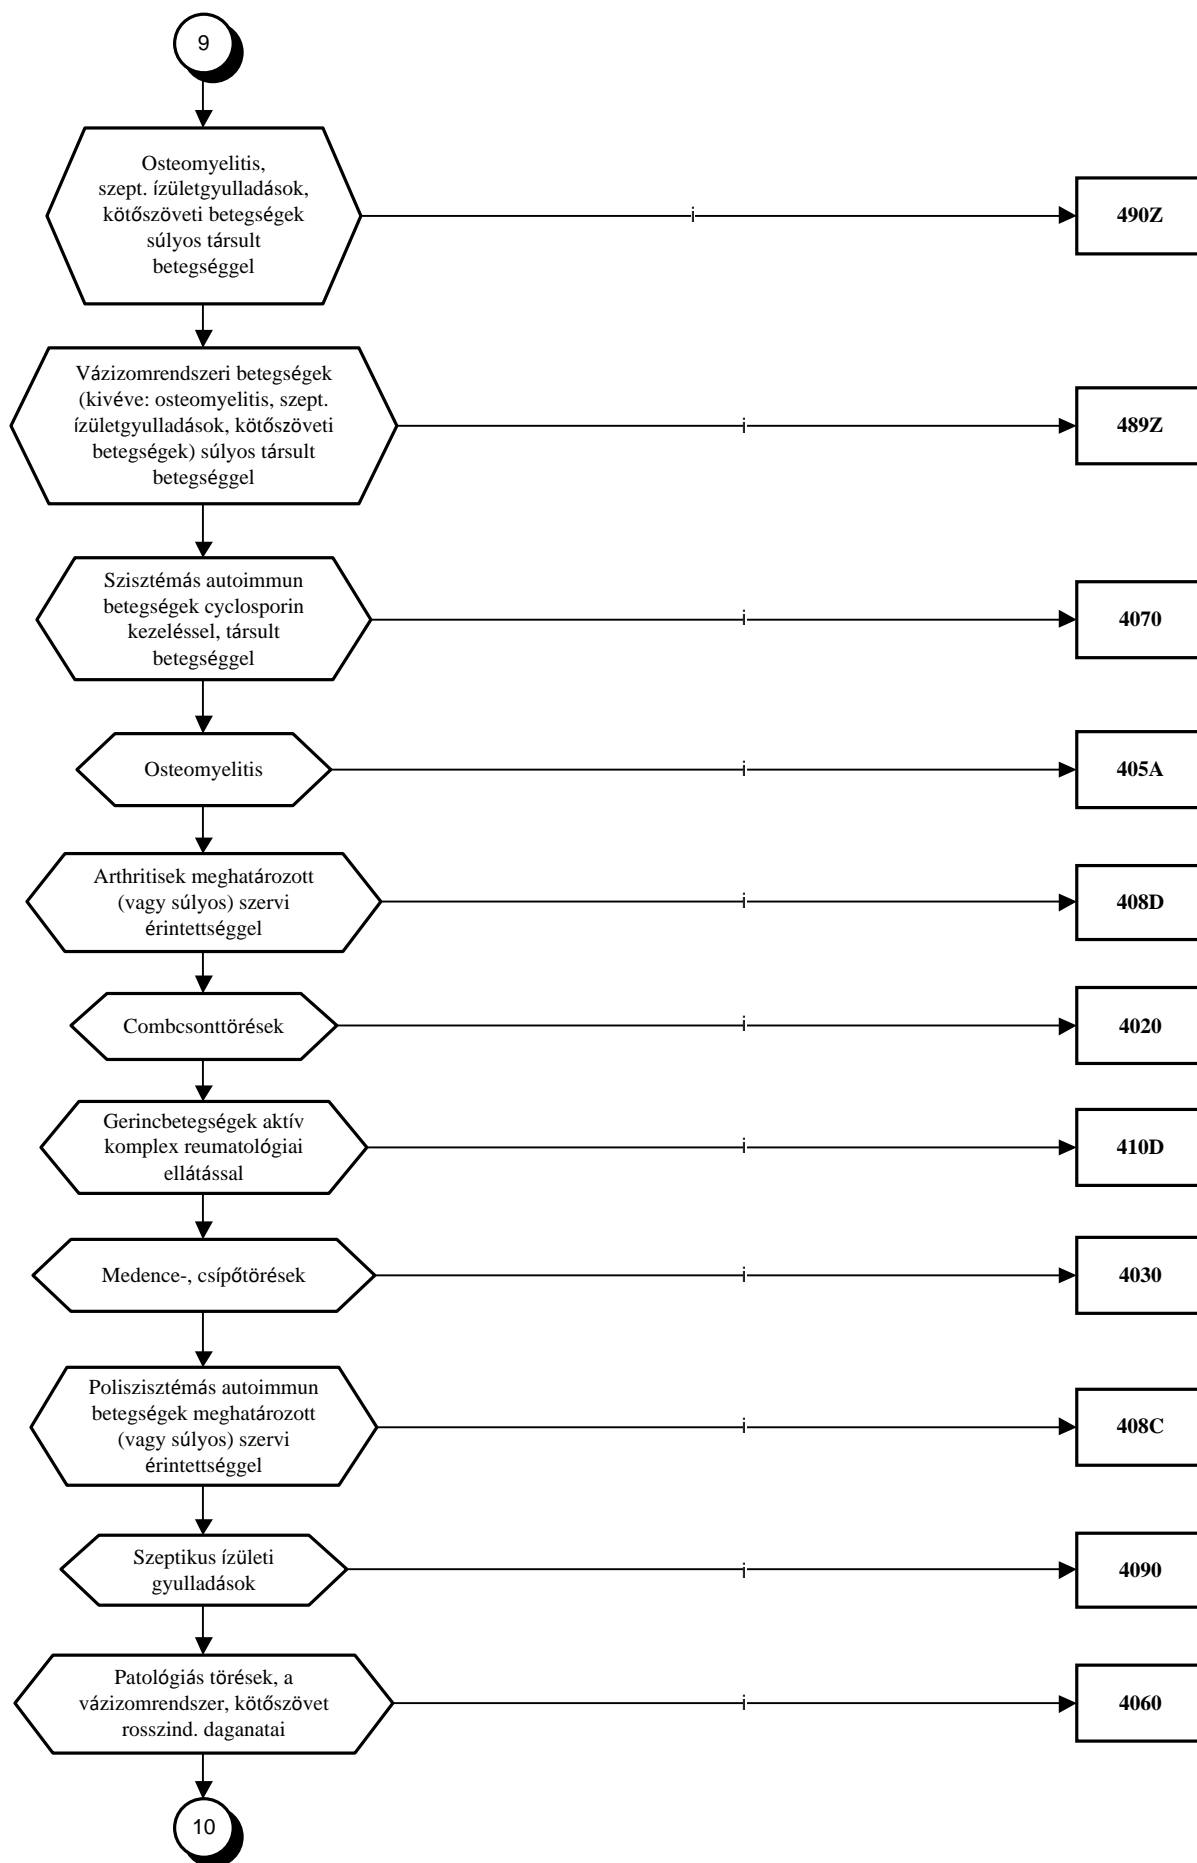 9
Osteomyelitis,
szept. ízületgyulladások,
kötőszöveti betegségek
súlyos társult
betegséggel
i
490Z
Vázizomrendszeri betegségek
(kivéve: osteomyelitis, szept.
ízületgyulladások, kötőszöveti
betegségek) súlyos társult
betegséggel
i
489Z
Szisztémás autoimmun
betegségek cyclosporin
kezeléssel, társult
betegséggel
i
4070
Osteomyelitis
i
405A
Arthritisek meghatározott
(vagy súlyos) szervi
érintettséggel
i
408D
Combcsonttörések
i
4020
Gerincbetegségek aktív
komplex reumatológiai
ellátással
i
410D
Medence-, csípőtörések
i
4030
Poliszisztémás autoimmun
betegségek meghatározott
(vagy súlyos) szervi
érintettséggel
i
408C
Szeptikus ízületi
gyulladások
i
4090
Patológiás törések, a
vázizomrendszer, kötőszövet
rosszind. daganatai
i
4060
10